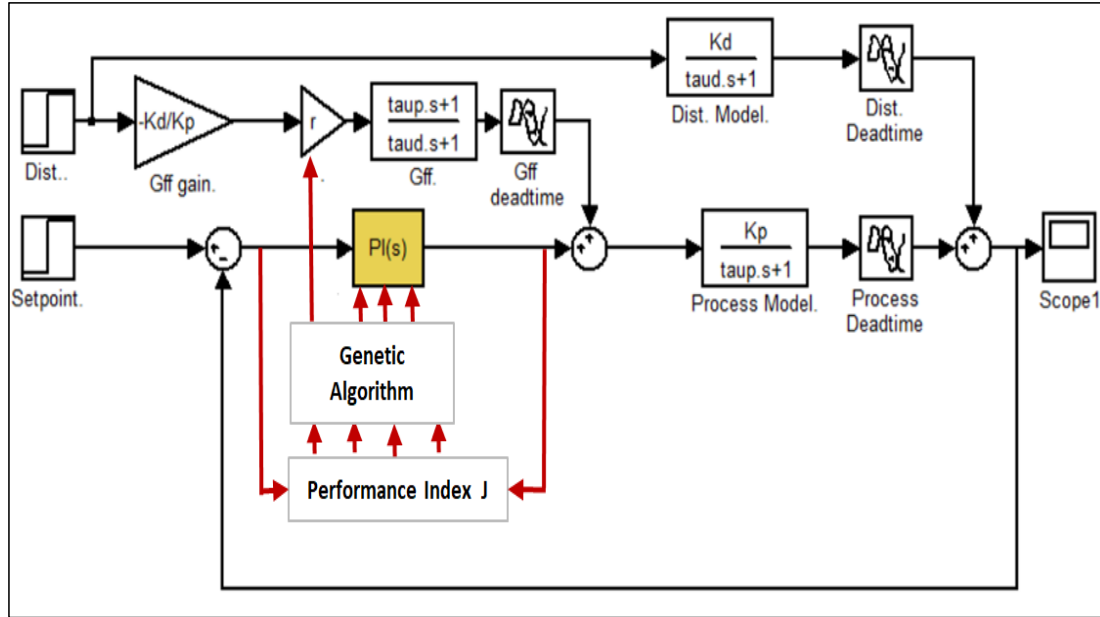 Kd
taud.s+1
Dist. Model.
Dist.
Deadtime
Dist..
-Kd/Kp
Gff gain.
r
.
taup.s+1
taud.s+1
Gff.
Gff
deadtime
Setpoint.
+
-
PI(s)
+ +
Kp
taup.s+1
Process Model.
Process
Deadtime
+ +
Scope1
Genetic
Algorithm
Performance Index J